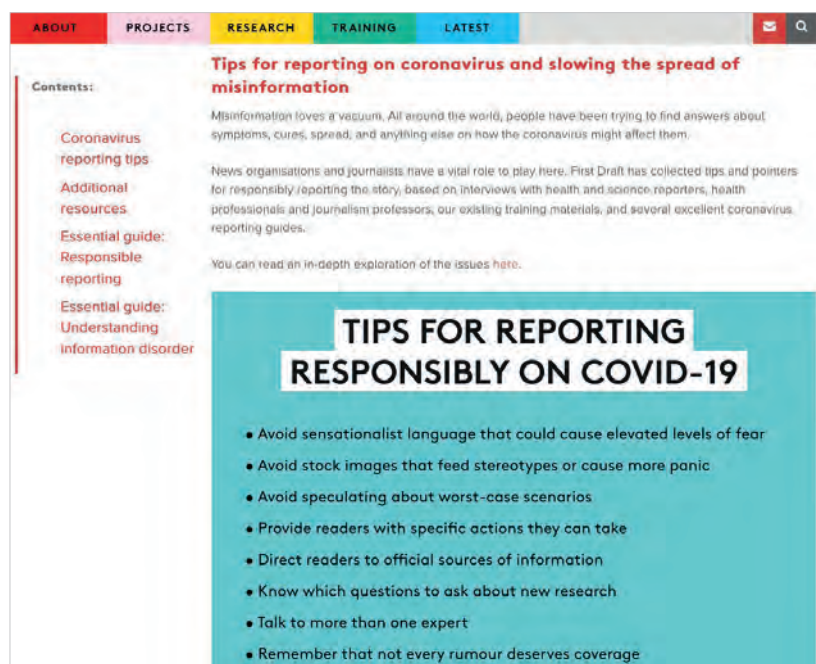 ABOUT PROJECTS RESEARCH TRAINING LATEST
Contents:
Coronavirus
reporting tips
Additional
resources
Essential guide:
Responsible
reporting
Essential guide:
Understanding
information disorder
Tips for reporting on coronavirus and slowing the spread of
misinformation
Misinformation loves a vacuum. All around the world, people have been trying to find answers about
symptoms, cures, spread, and anything else on how the coronavirus might affect them.
News organisations and journalists have a vital role to play here. First Draft has collected tips and pointers
for responsibly reporting the story, based on interviews with health and science reporters, health
professionals and journalism professors, our existing training materials, and several excellent coronavirus
reporting guides.
You can read an in-depth exploration of the issues here.
TIPS FOR REPORTING
RESPONSIBLY ON COVID-19
• Avoid sensationalist language that could cause elevated levels of fear
• Avoid stock images that feed stereotypes or cause more panic
• Avoid speculating about worst-case scenarios
• Provide readers with specific actions they can take
• Direct readers to official sources of information
• Know which questions to ask about new research
• Talk to more than one expert
• Remember that not every rumour deserves coverage